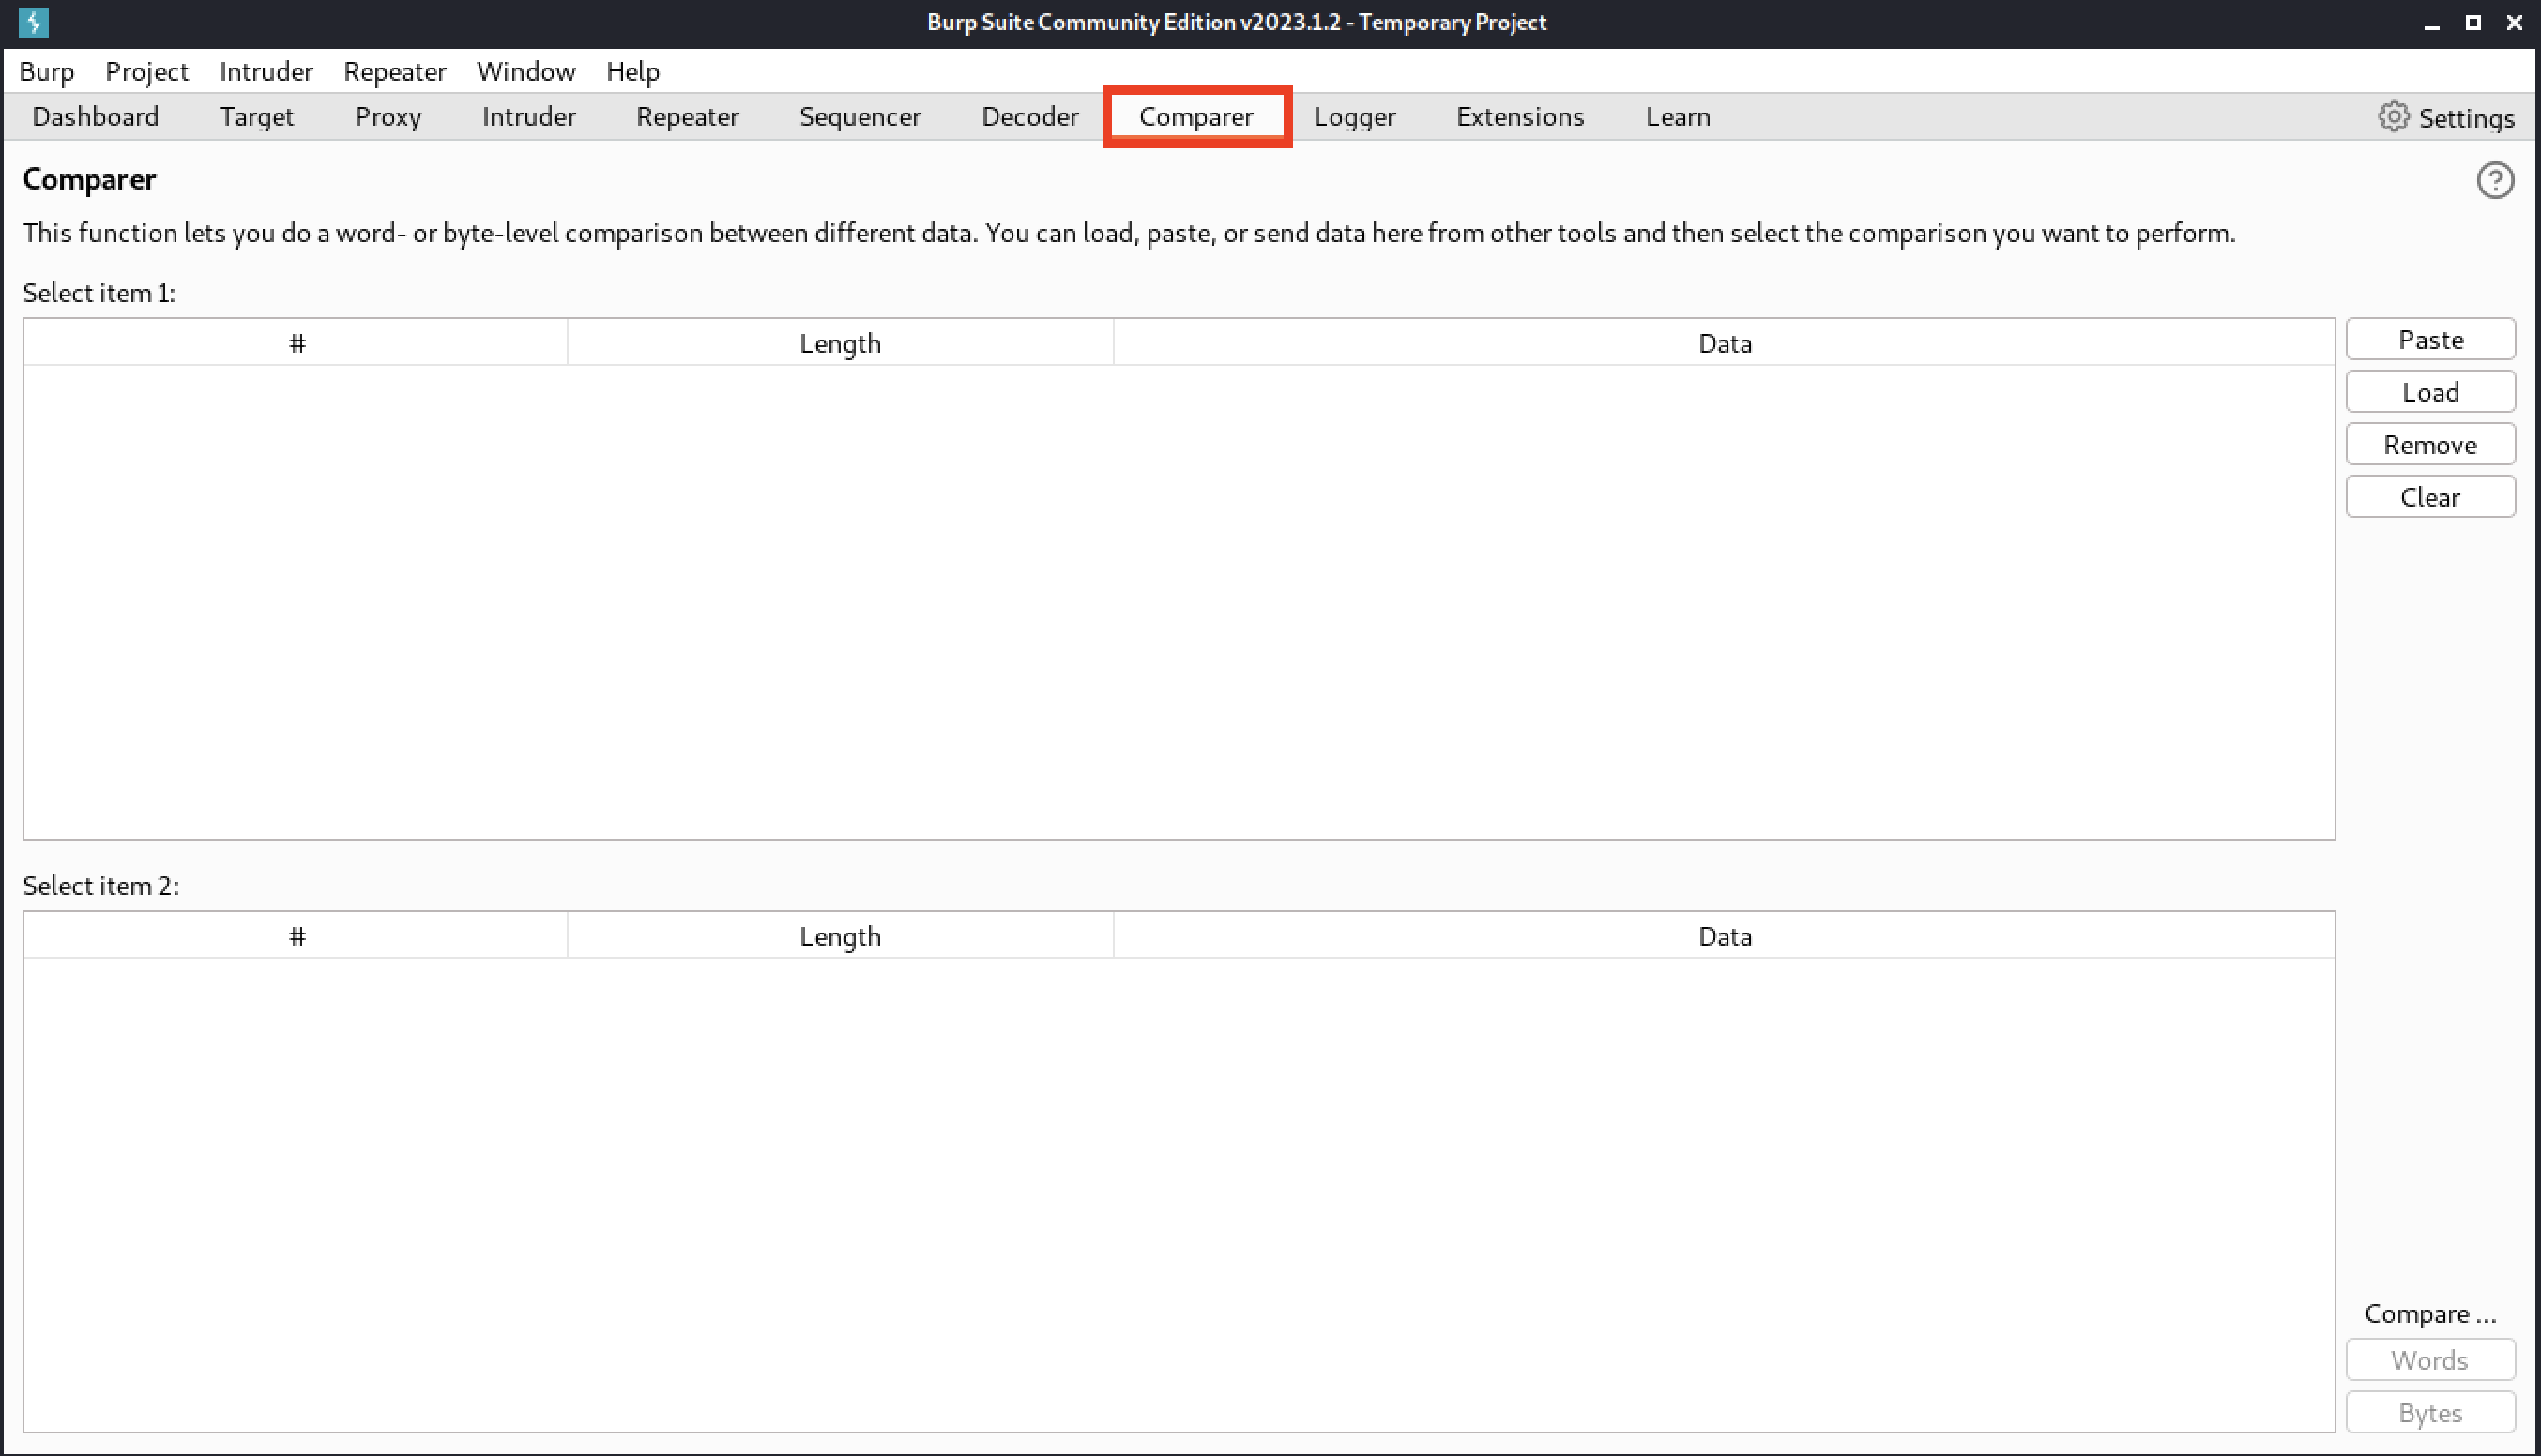 Burp Suite Community Edition v2023.1.2 - Temporary Project
Burp Project Intruder Repeater Window Help
Dashboard Target Proxy Intruder Repeater Sequencer Decoder Comparer Logger Extensions Learn Settings
Comparer
?
This function lets you do a word- or byte-level comparison between different data. You can load, paste, or send data here from other tools and then select the comparison you want to perform.
Select item 1:
# Length Data
Paste
Load
Remove
Clear
Select item 2:
# Length Data
Compare ...
Words
Bytes